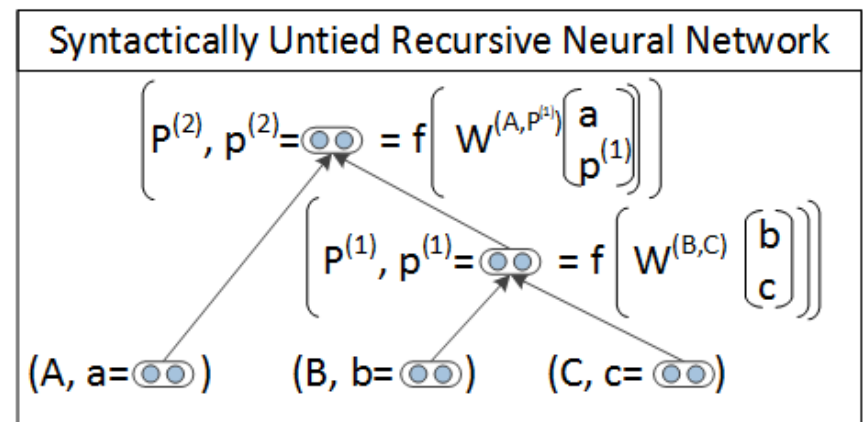 Syntactically Untied Recursive Neural Network
(P^(2), p^(2)= = f(W^(A,P^(1)) (a p^(1))))
(P^(1), p^(1)= = f(W^(B,C) (b c)))
(A, a= ) (B, b= ) (C, c= )